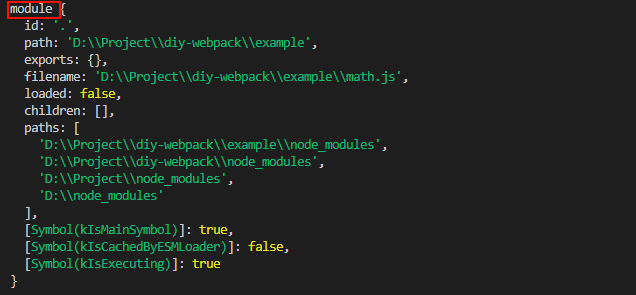 module {
  id: '.',
  path: 'D:\\Project\\diy-webpack\\example',
  exports: {},
  filename: 'D:\\Project\\diy-webpack\\example\\math.js',
  loaded: false,
  children: [],
  paths: [
    'D:\\Project\\diy-webpack\\example\\node_modules',
    'D:\\Project\\diy-webpack\\node_modules',
    'D:\\Project\\node_modules',
    'D:\\node_modules'
  ],
  [Symbol(kIsMainSymbol)]: true,
  [Symbol(kIsCachedByESMLoader)]: false,
  [Symbol(kIsExecuting)]: true
}